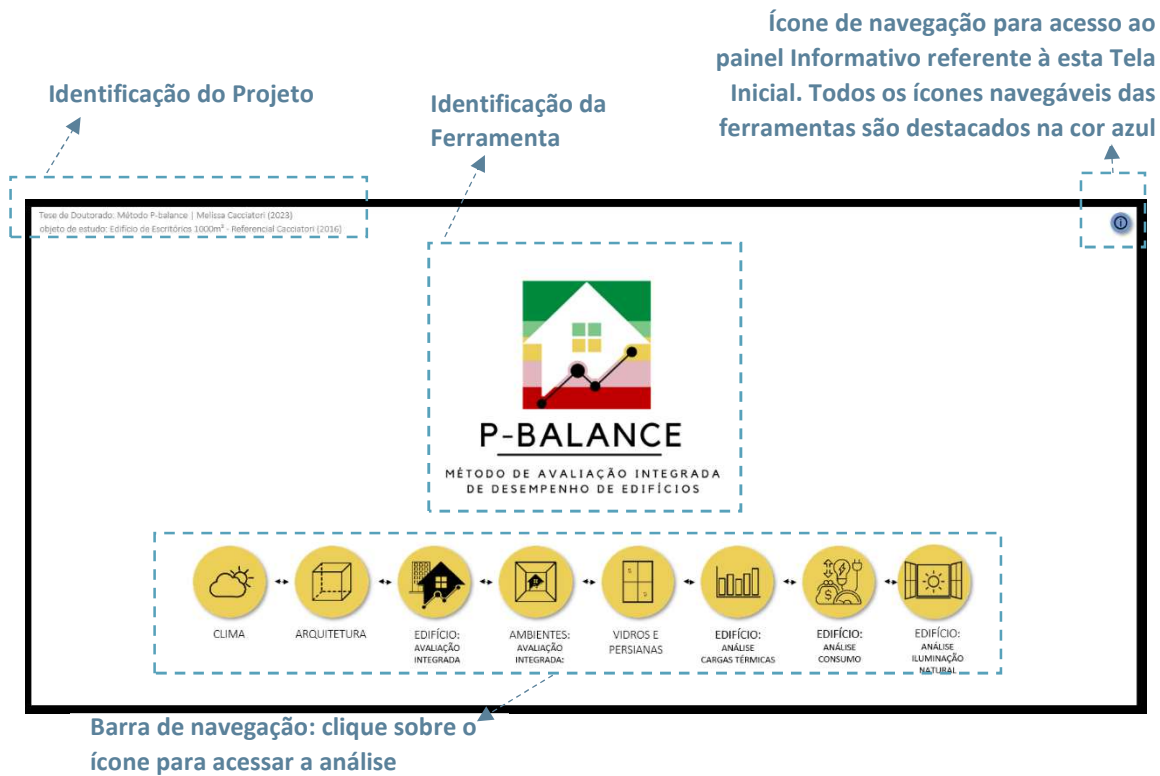 Ícone de navegação para acesso ao
painel Informativo referente à esta Tela
Inicial. Todos os ícones navegáveis das
ferramentas são destacados na cor azul
Identificação do Projeto
Identificação da
Ferramenta
Tese de Doutorado: Método P-balance | Melissa Cacciatori (2023)
objeto de estudo: Edifício de Escritórios 1000m² - Referencial Cacciatori (2016)
P-BALANCE
MÉTODO DE AVALIAÇÃO INTEGRADA
DE DESEMPENHO DE EDIFÍCIOS
CLIMA
ARQUITETURA
EDIFÍCIO:
AVALIAÇÃO
INTEGRADA
AMBIENTES:
AVALIAÇÃO
INTEGRADA:
VIDROS E
PERSIANAS
EDIFÍCIO:
ANÁLISE
CARGAS TÉRMICAS
EDIFÍCIO:
ANÁLISE
CONSUMO
EDIFÍCIO:
ANÁLISE
ILUMINAÇÃO
NATURAL
Barra de navegação: clique sobre o
ícone para acessar a análise